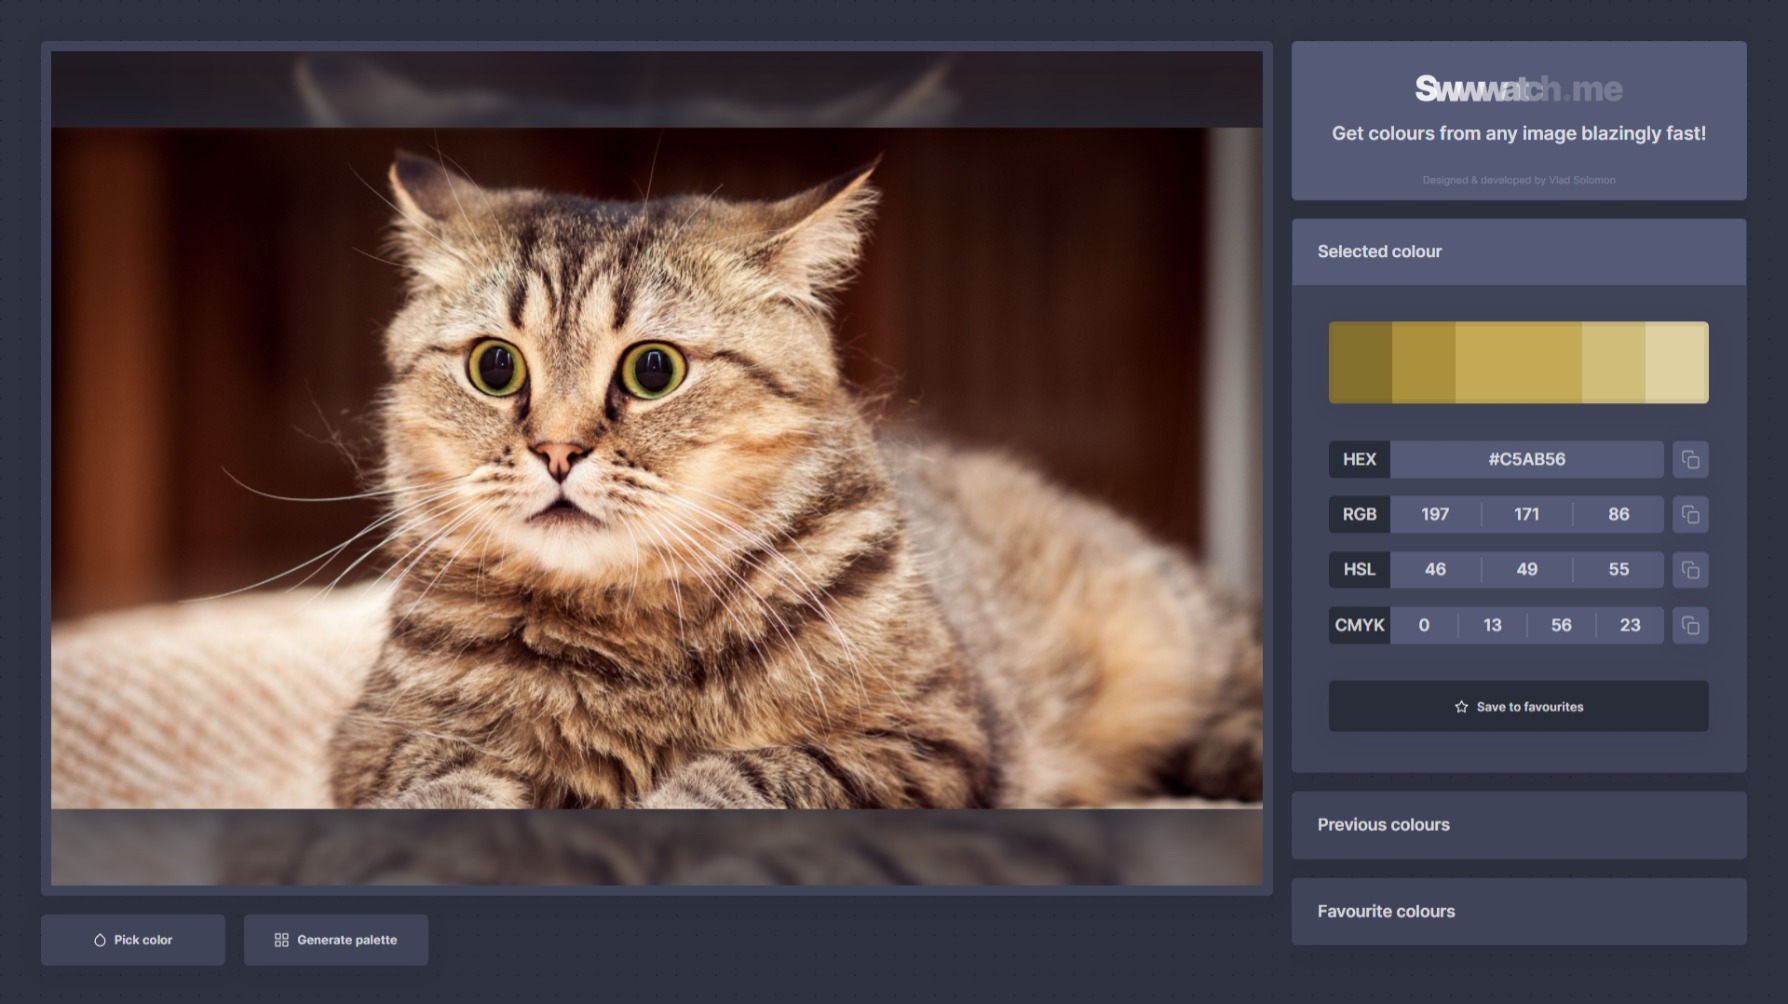 Swwwatch.me
Get colours from any image blazingly fast!
Designed & developed by Vlad Solomon
Selected colour
HEX #C5AB56
RGB 197 171 86
HSL 46 49 55
CMYK 0 13 56 23
Save to favourites
Previous colours
Favourite colours
Pick color
Generate palette